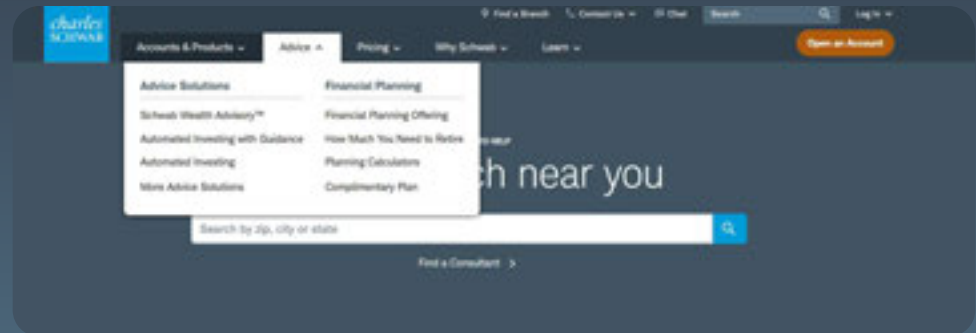 charles
SCHWAB
Find a Branch
Contact Us
Chat
Search
Log In
Accounts & Products
Advice
Pricing
Why Schwab
Learn
Open an Account
Advice Solutions
Schwab Wealth Advisory™
Automated Investing with Guidance
Automated Investing
More Advice Solutions
Financial Planning
Financial Planning Offering
How Much You Need to Retire
Planning Calculators
Complimentary Plan
TO HELP
ch near you
Search by zip, city or state
Find a Consultant >